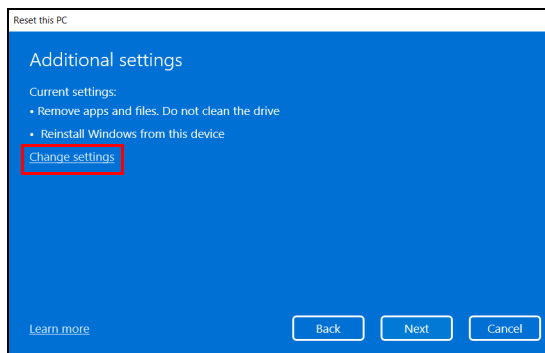 Reset this PC
Additional settings
Current settings:
• Remove apps and files. Do not clean the drive
• Reinstall Windows from this device
Change settings
Learn more
Back
Next
Cancel